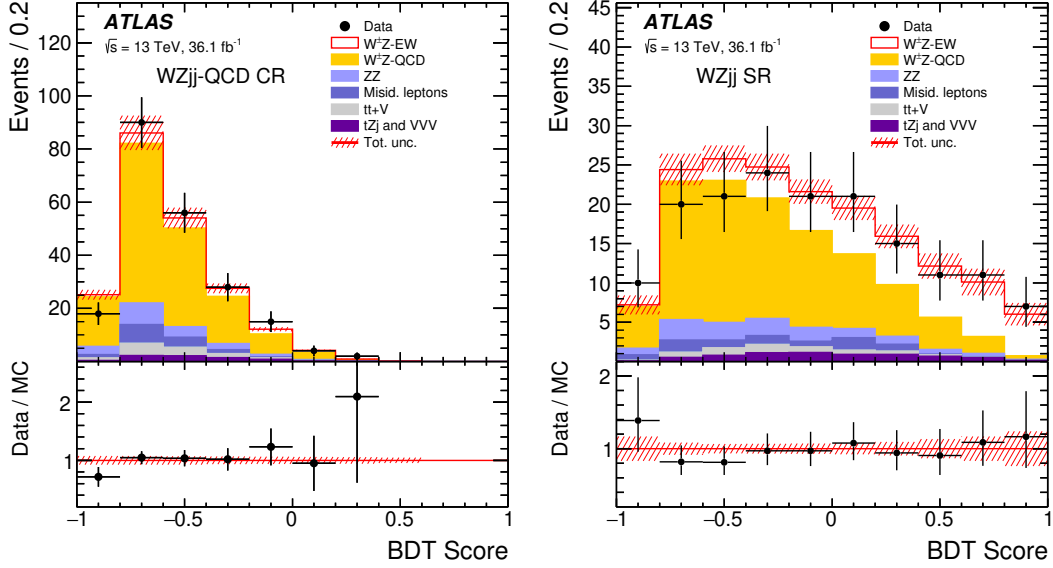 Events / 0.2
140
120
100
80
60
40
20
ATLAS
√s = 13 TeV, 36.1 fb⁻¹
WZjj-QCD CR
Data
W±Z-EW
W±Z-QCD
ZZ
Misid. leptons
tt+V
tZj and VVV
Tot. unc.
Data / MC
2
1
−1 −0.5 0 0.5 1
BDT Score
Events / 0.2
45
40
35
30
25
20
15
10
5
ATLAS
√s = 13 TeV, 36.1 fb⁻¹
WZjj SR
Data
W±Z-EW
W±Z-QCD
ZZ
Misid. leptons
tt+V
tZj and VVV
Tot. unc.
Data / MC
2
1
−1 −0.5 0 0.5 1
BDT Score